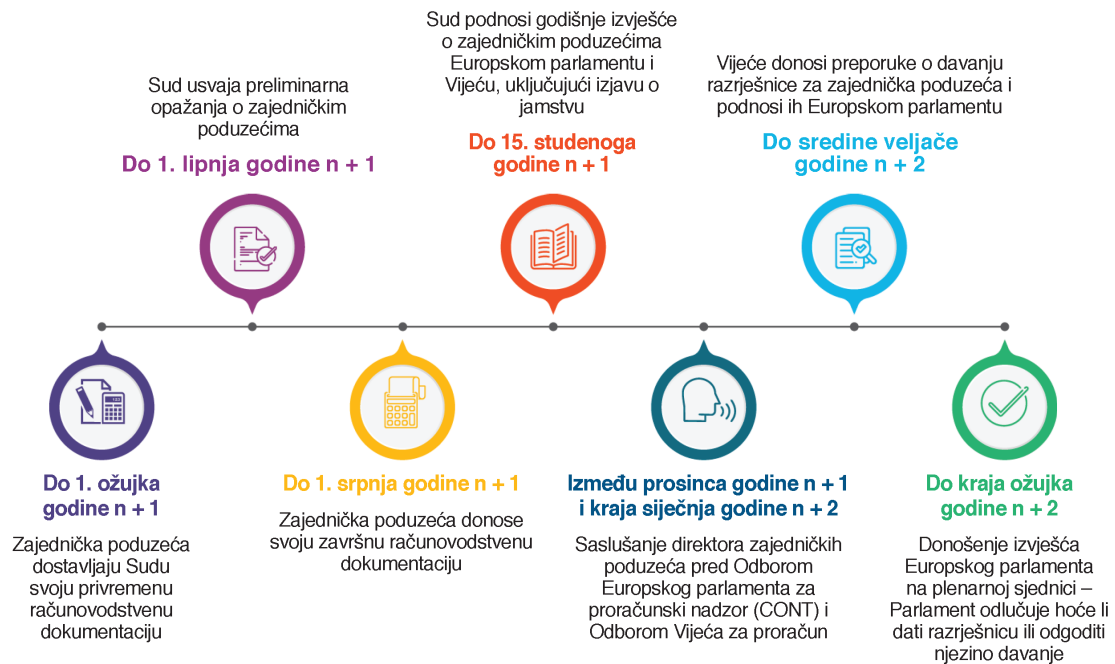 Sud usvaja preliminarna
opažanja o zajedničkim
poduzećima
Do 1. lipnja godine n + 1
Sud podnosi godišnje izvješće
o zajedničkim poduzećima
Europskom parlamentu i
Vijeću, uključujući izjavu o
jamstvu
Do 15. studenoga
godine n + 1
Vijeće donosi preporuke o davanju
razrješnice za zajednička poduzeća i
podnosi ih Europskom parlamentu
Do sredine veljače
godine n + 2
Do 1. ožujka
godine n + 1
Zajednička poduzeća
dostavljaju Sudu
svoju privremenu
računovodstvenu
dokumentaciju
Do 1. srpnja godine n + 1
Zajednička poduzeća donose
svoju završnu računovodstvenu
dokumentaciju
Između prosinca godine n + 1
i kraja siječnja godine n + 2
Saslušanje direktora zajedničkih
poduzeća pred Odborom
Europskog parlamenta za
proračunski nadzor (CONT) i
Odborom Vijeća za proračun
Do kraja ožujka
godine n + 2
Donošenje izvješća
Europskog parlamenta
na plenarnoj sjednici –
Parlament odlučuje hoće li
dati razrješnicu ili odgoditi
njezino davanje